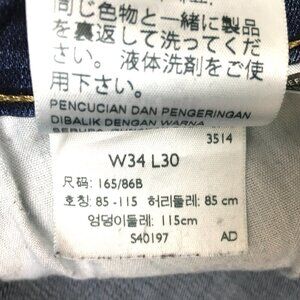 同じ色物と一緒に製品
を裏返して洗ってくだ
さい。液体洗剤をご使
用下さい。
PENCUCIAN DAN PENGERINGAN
DIBALIK DENGAN WARNA
3514
W34 L30
尺码: 165/86B
호칭: 85 -115 허리둘레: 85 cm
엉덩이둘레: 115cm
S40197 AD